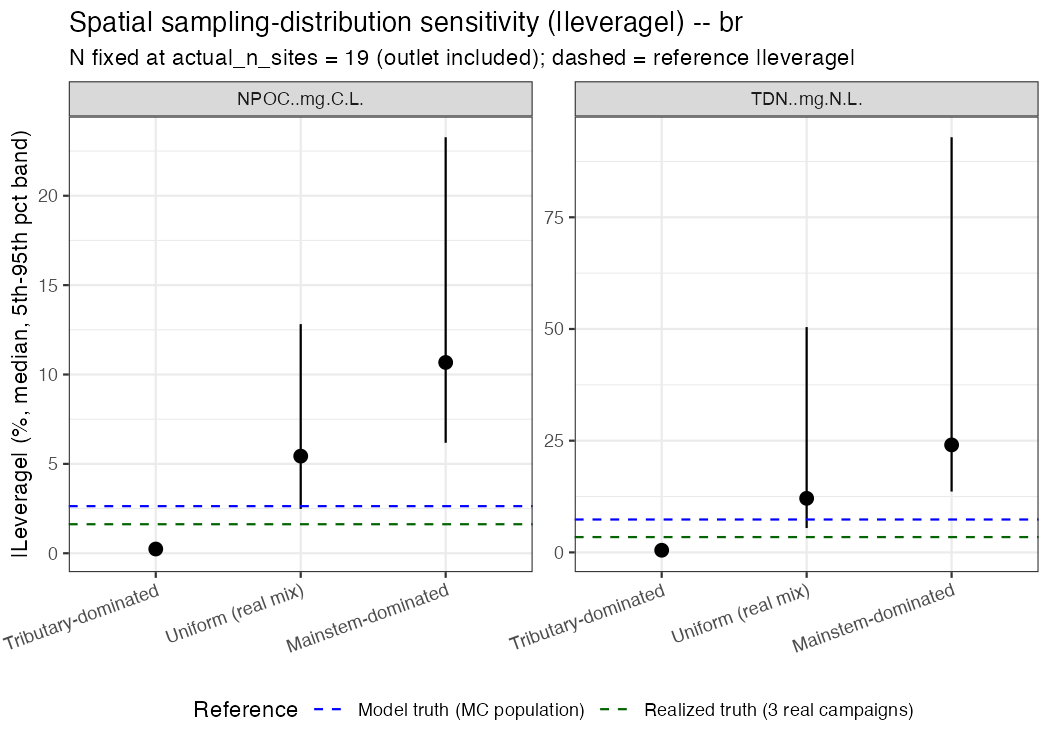 Spatial sampling-distribution sensitivity (|leverage|) -- br
N fixed at actual_n_sites = 19 (outlet included); dashed = reference |leverage|
NPOC..mg.C.L.
TDN..mg.N.L.
|Leverage| (%, median, 5th-95th pct band)
20
15
10
5
0
75
50
25
0
Tributary-dominated
Uniform (real mix)
Mainstem-dominated
Tributary-dominated
Uniform (real mix)
Mainstem-dominated
Reference
Model truth (MC population)
Realized truth (3 real campaigns)